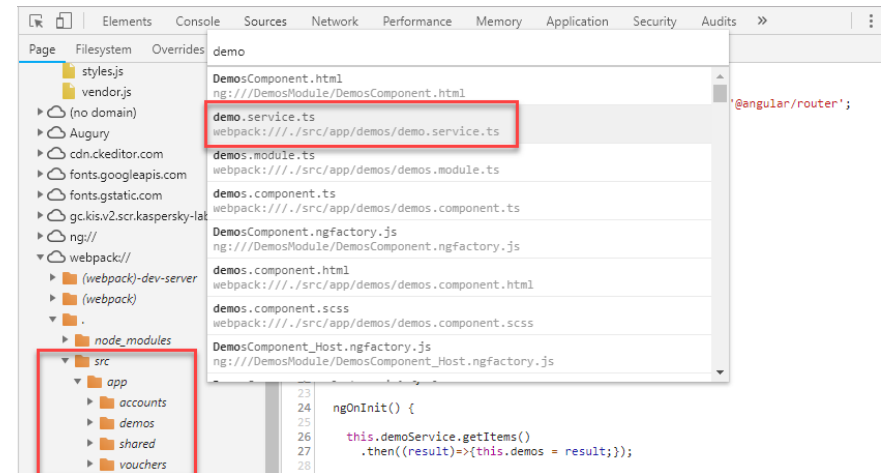 Elements Console Sources Network Performance Memory Application Security Audits »
Page Filesystem Overrides
styles.js
vendor.js
(no domain)
Augury
cdn.ckeditor.com
fonts.googleapis.com
fonts.gstatic.com
gc.kis.v2.scr.kaspersky-lab
ng://
webpack://
(webpack)-dev-server
(webpack)
.
node_modules
src
app
accounts
demos
shared
vouchers
demo
DemosComponent.html
ng:///DemosModule/DemosComponent.html
demo.service.ts
webpack:///./src/app/demos/demo.service.ts
demos.module.ts
webpack:///./src/app/demos/demos.module.ts
demos.component.ts
webpack:///./src/app/demos/demos.component.ts
DemosComponent.ngfactory.js
ng:///DemosModule/DemosComponent.ngfactory.js
demos.component.html
webpack:///./src/app/demos/demos.component.html
demos.component.scss
webpack:///./src/app/demos/demos.component.scss
DemosComponent_Host.ngfactory.js
ng:///DemosModule/DemosComponent_Host.ngfactory.js
'@angular/router';
23
24 ngOnInit() {
25
26 this.demoService.getItems()
27 .then((result)=>{this.demos = result;});
28